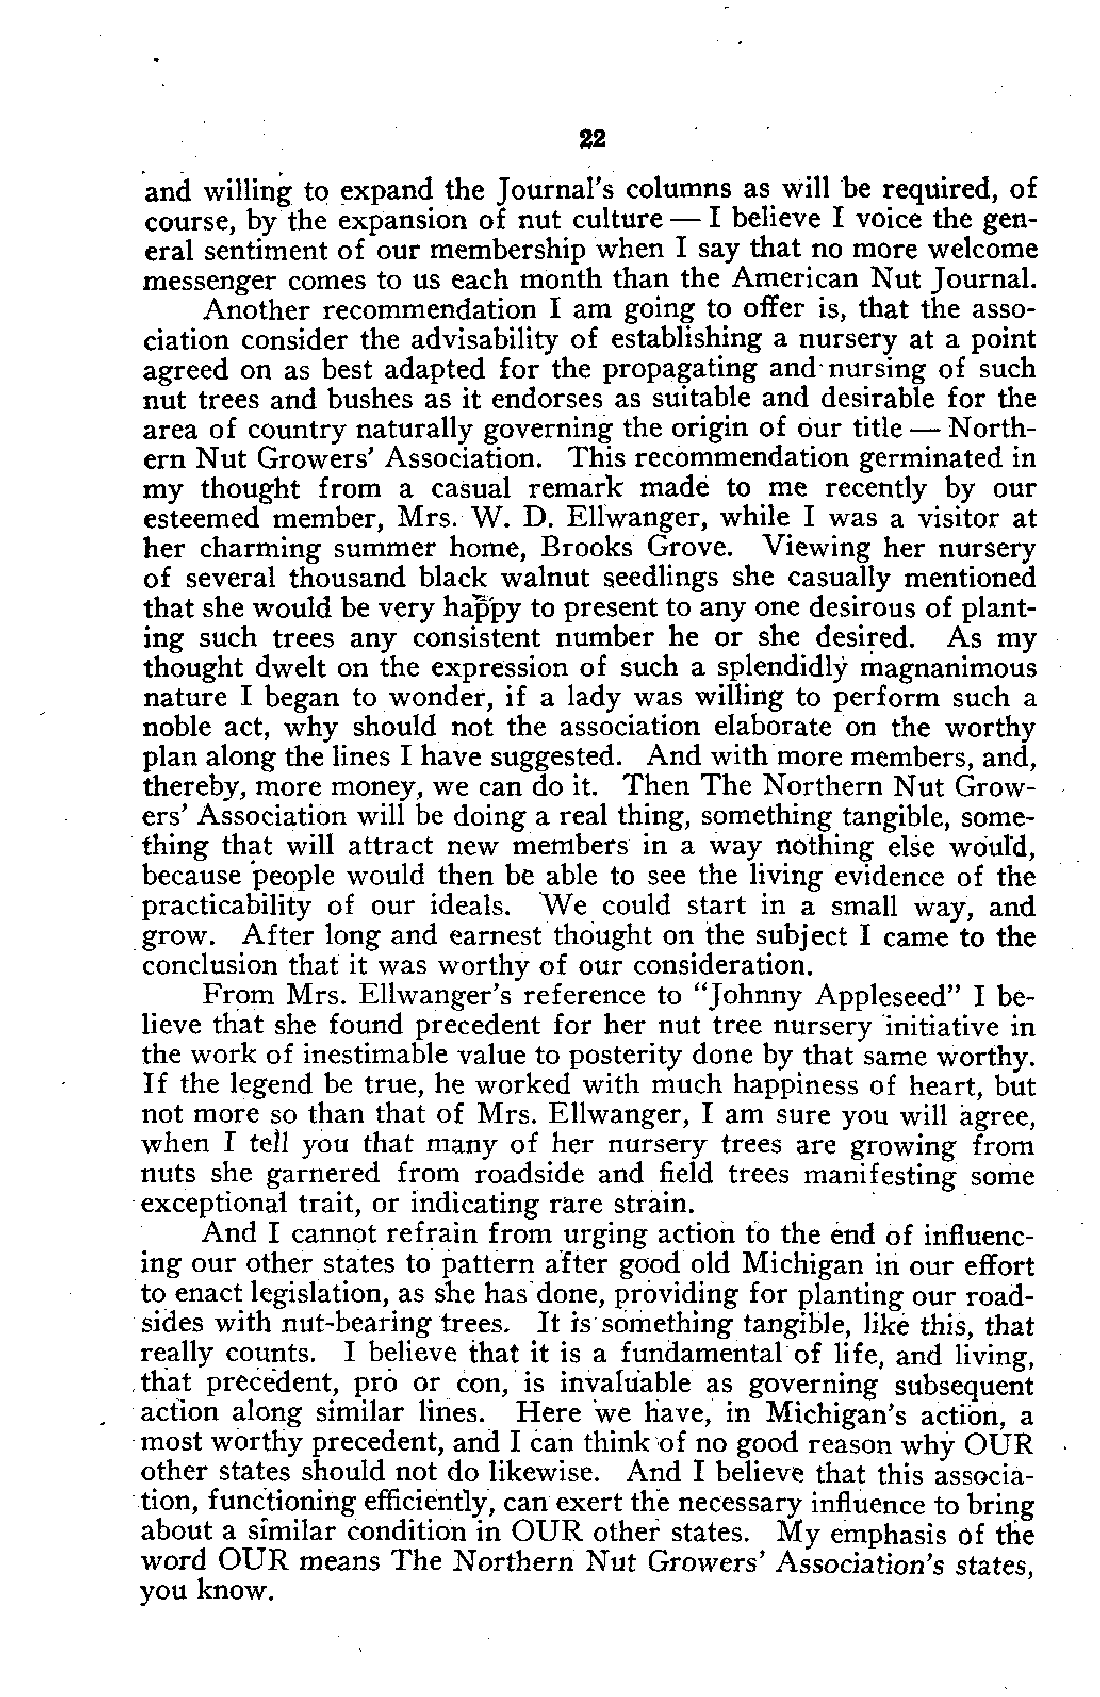 22
and willing to expand the Journal's columns as will be required, of
course, by the expansion of nut culture — I believe I voice the gen-
eral sentiment of our membership when I say that no more welcome
messenger comes to us each month than the American Nut Journal.
Another recommendation I am going to offer is, that the asso-
ciation consider the advisability of establishing a nursery at a point
agreed on as best adapted for the propagating and nursing of such
nut trees and bushes as it endorses as suitable and desirable for the
area of country naturally governing the origin of our title — North-
ern Nut Growers' Association. This recommendation germinated in
my thought from a casual remark made to me recently by our
esteemed member, Mrs. W. D. Ellwanger, while I was a visitor at
her charming summer home, Brooks Grove. Viewing her nursery
of several thousand black walnut seedlings she casually mentioned
that she would be very happy to present to any one desirous of plant-
ing such trees any consistent number he or she desired. As my
thought dwelt on the expression of such a splendidly magnanimous
nature I began to wonder, if a lady was willing to perform such a
noble act, why should not the association elaborate on the worthy
plan along the lines I have suggested. And with more members, and,
thereby, more money, we can do it. Then The Northern Nut Grow-
ers' Association will be doing a real thing, something tangible, some-
thing that will attract new members in a way nothing else would,
because people would then be able to see the living evidence of the
practicability of our ideals. We could start in a small way, and
grow. After long and earnest thought on the subject I came to the
conclusion that it was worthy of our consideration.
From Mrs. Ellwanger's reference to "Johnny Appleseed" I be-
lieve that she found precedent for her nut tree nursery initiative in
the work of inestimable value to posterity done by that same worthy.
If the legend be true, he worked with much happiness of heart, but
not more so than that of Mrs. Ellwanger, I am sure you will agree,
when I tell you that many of her nursery trees are growing from
nuts she garnered from roadside and field trees manifesting some
exceptional trait, or indicating rare strain.
And I cannot refrain from urging action to the end of influenc-
ing our other states to pattern after good old Michigan in our effort
to enact legislation, as she has done, providing for planting our road-
sides with nut-bearing trees. It is something tangible, like this, that
really counts. I believe that it is a fundamental of life, and living,
that precedent, pro or con, is invaluable as governing subsequent
action along similar lines. Here we have, in Michigan's action, a
most worthy precedent, and I can think of no good reason why OUR
other states should not do likewise. And I believe that this associa-
tion, functioning efficiently, can exert the necessary influence to bring
about a similar condition in OUR other states. My emphasis of the
word OUR means The Northern Nut Growers' Association's states,
you know.